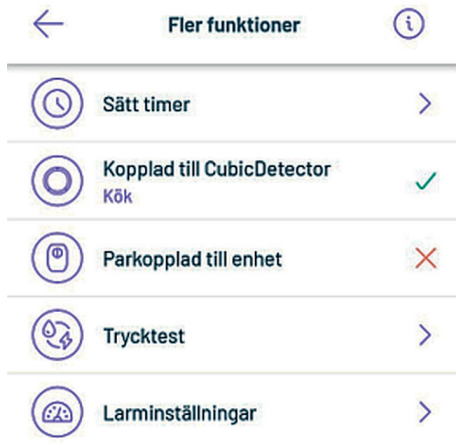 Fler funktioner
Sätt timer
Kopplad till CubicDetector
Kök
Parkopplad till enhet
Trycktest
Larminställningar